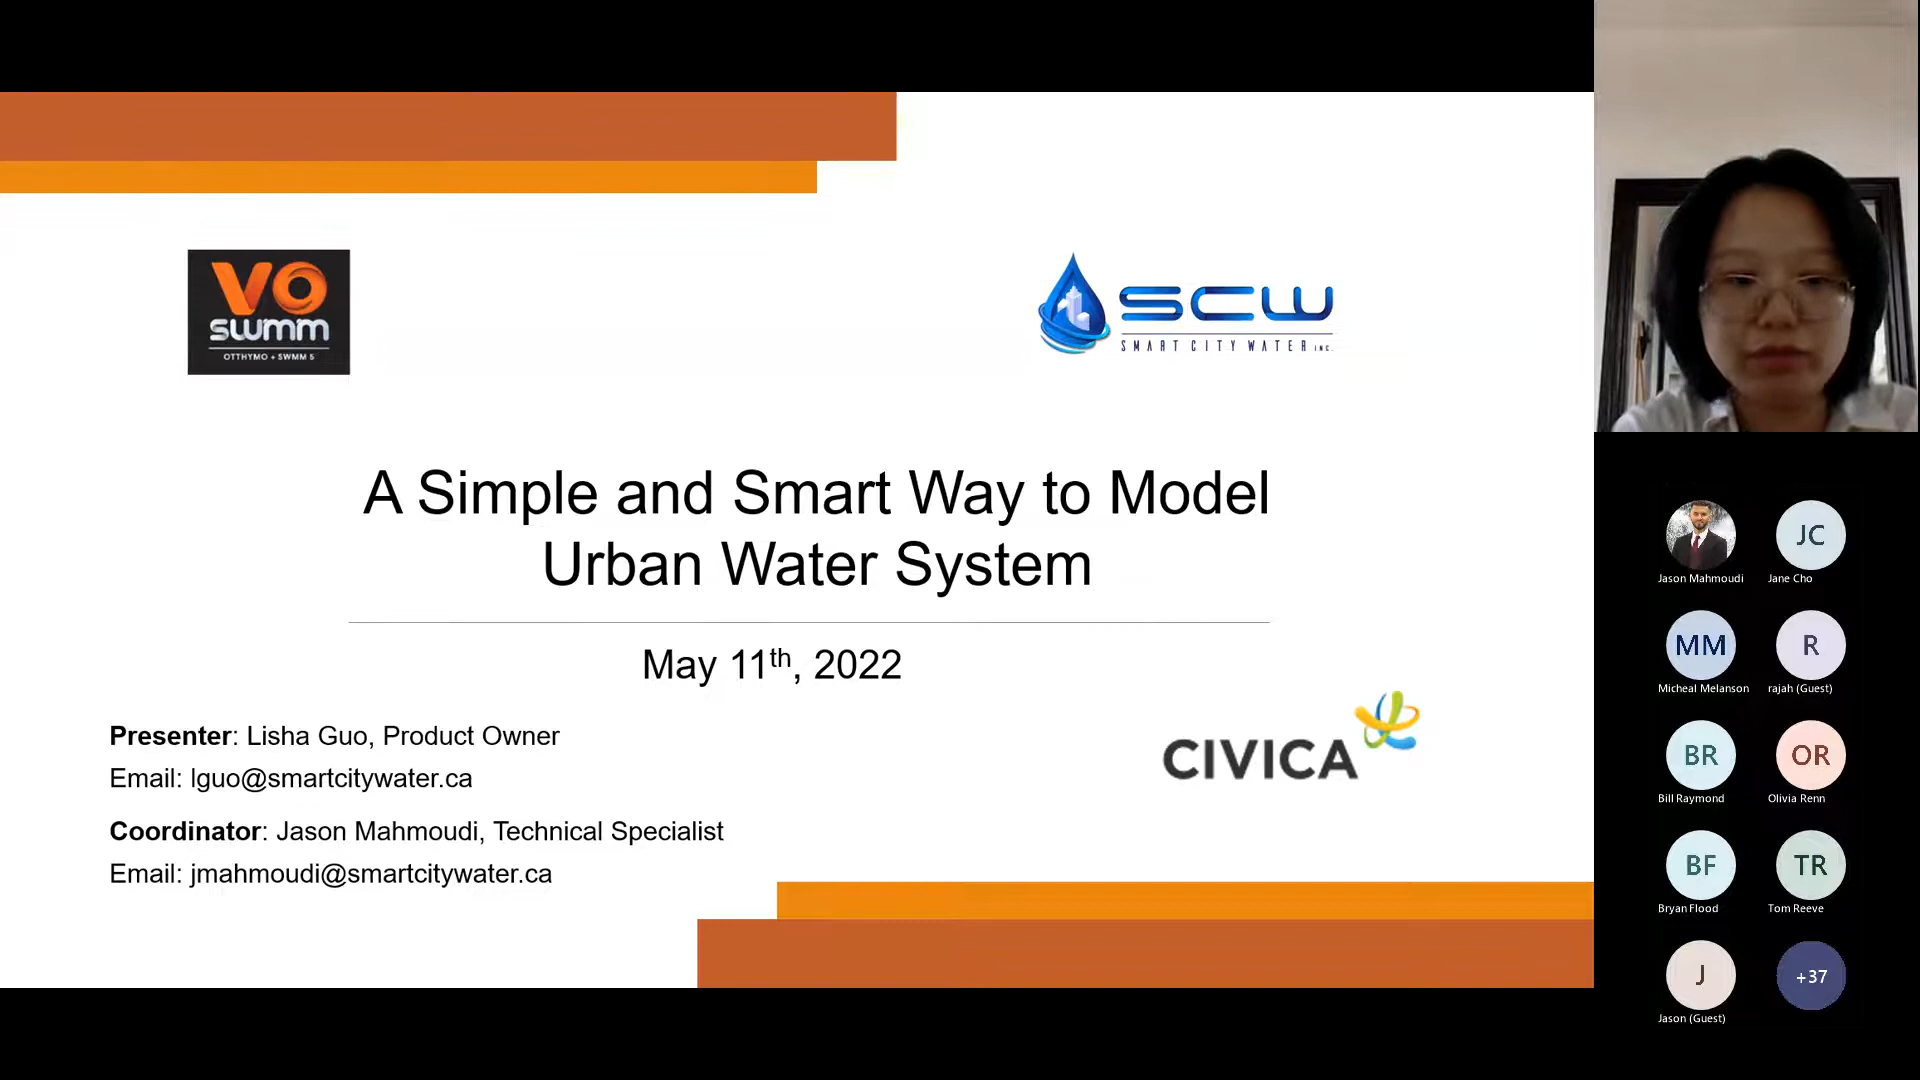 VO
swmm
OTTHYMO + SWMM 5
SCW
SMART CITY WATER INC.
A Simple and Smart Way to Model
Urban Water System
May 11th, 2022
Presenter: Lisha Guo, Product Owner
Email: lguo@smartcitywater.ca
CIVICA
Coordinator: Jason Mahmoudi, Technical Specialist
Email: jmahmoudi@smartcitywater.ca
Jason Mahmoudi
JC
Jane Cho
MM
Micheal Melanson
R
rajah (Guest)
BR
Bill Raymond
OR
Olivia Renn
BF
Bryan Flood
TR
Tom Reeve
J
Jason (Guest)
+37